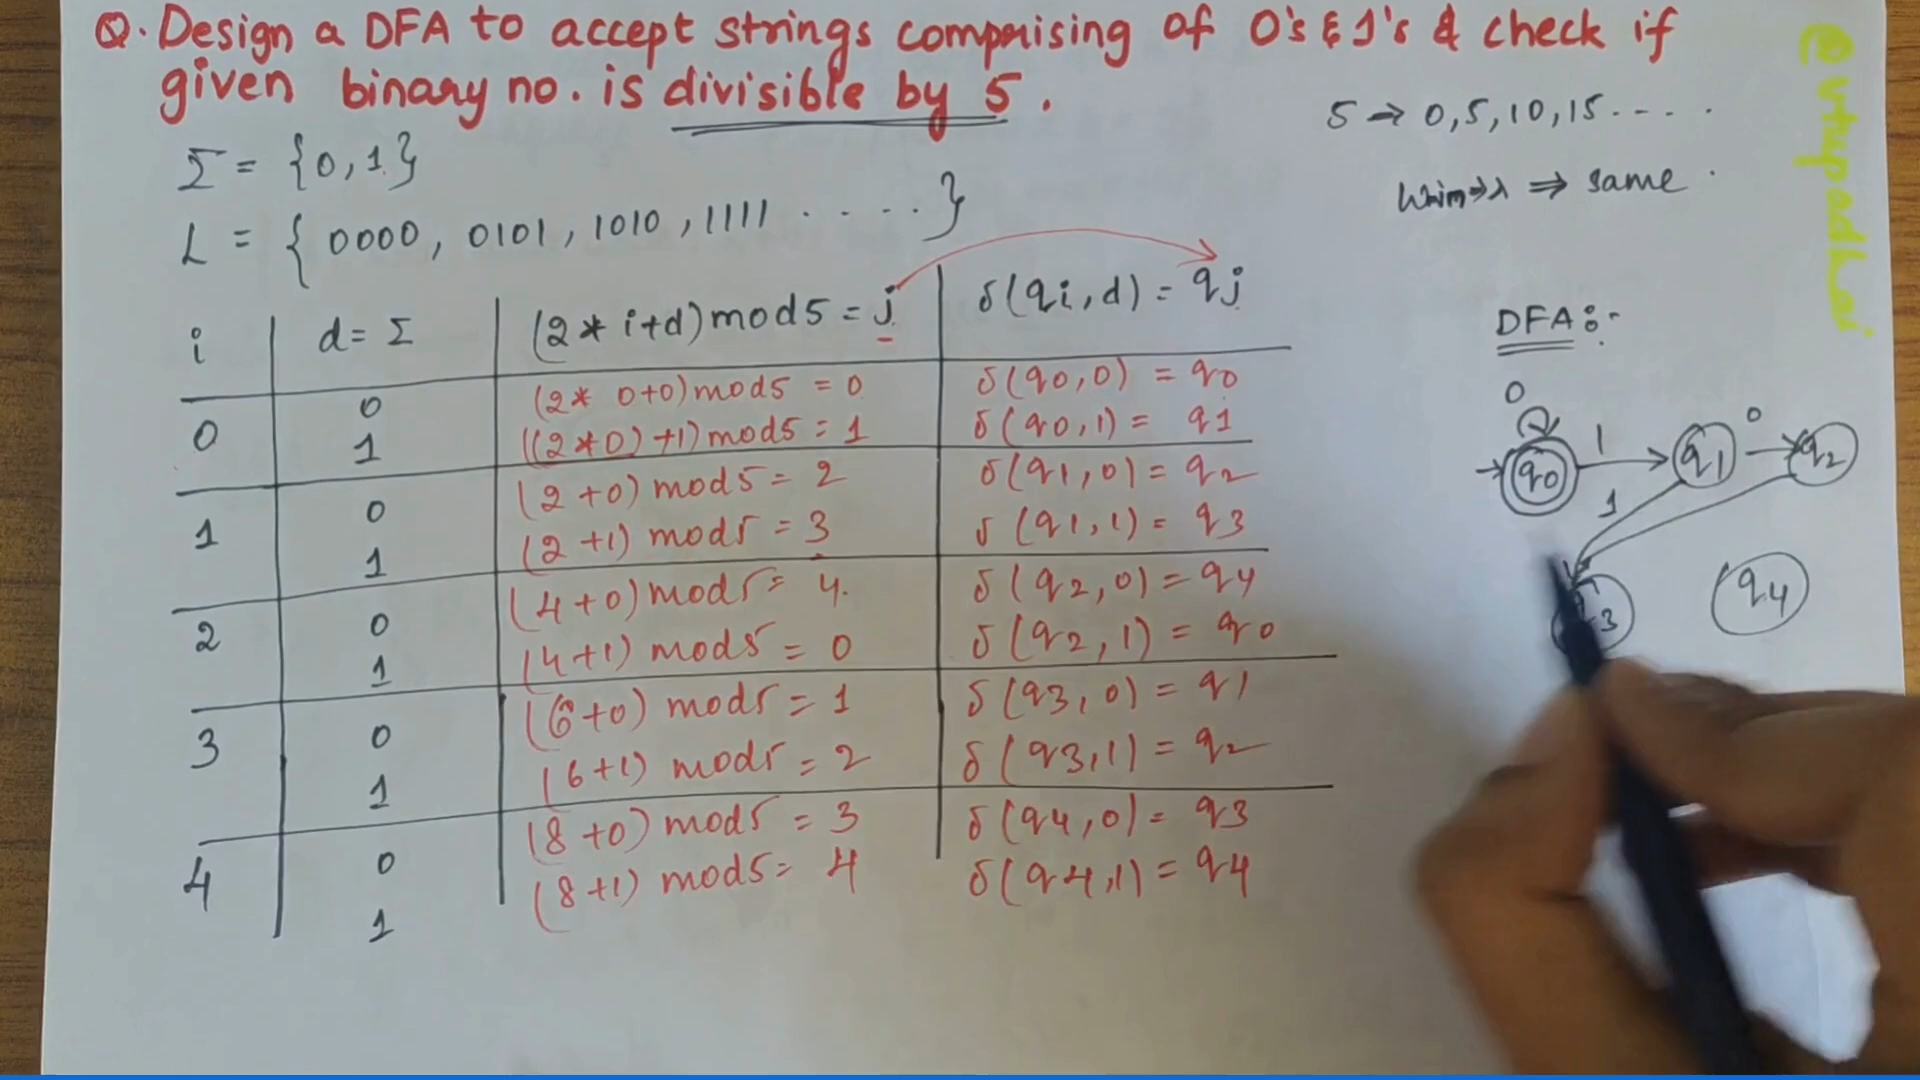 Q. Design a DFA to accept strings comprising of 0's & 1's & check if
given binary no. is divisible by 5.
5 → 0, 5, 10, 15 - - - .
Σ = {0, 1}
⇒ same .
L = { 0000, 0101, 1010, 1111 . . . . . }
i d = Σ (2 * i+d) mod 5 = j δ(qi, d) = qj
0 0 (2 * 0+0) mod 5 = 0 δ(q0, 0) = q0
1 ((2*0) +1) mod 5 = 1 δ(q0, 1) = q1
1 0 (2 +0) mod 5 = 2 δ(q1, 0) = q2
1 (2 +1) mod 5 = 3 δ(q1, 1) = q3
2 0 (4+0) mod 5 = 4. δ(q2, 0) = q4
1 (4+1) mod 5 = 0 δ(q2, 1) = q0
3 0 (6+0) mod 5 = 1 δ(q3, 0) = q1
1 (6+1) mod 5 = 2 δ(q3, 1) = q2
4 0 (8 +0) mod 5 = 3 δ(q4, 0) = q3
1 (8 +1) mod 5 = 4 δ(q4, 1) = q4
DFA :-
0
1 0
q0 q1 q2
1
3 q4
@vtupadhai